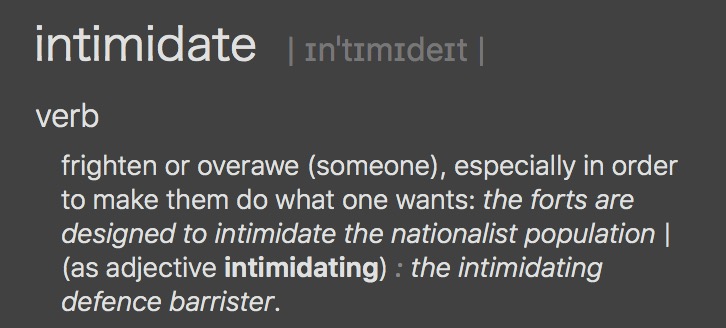 intimidate | ɪnˈtɪmɪdeɪt |
verb
frighten or overawe (someone), especially in order
to make them do what one wants: the forts are
designed to intimidate the nationalist population |
(as adjective intimidating) : the intimidating
defence barrister.